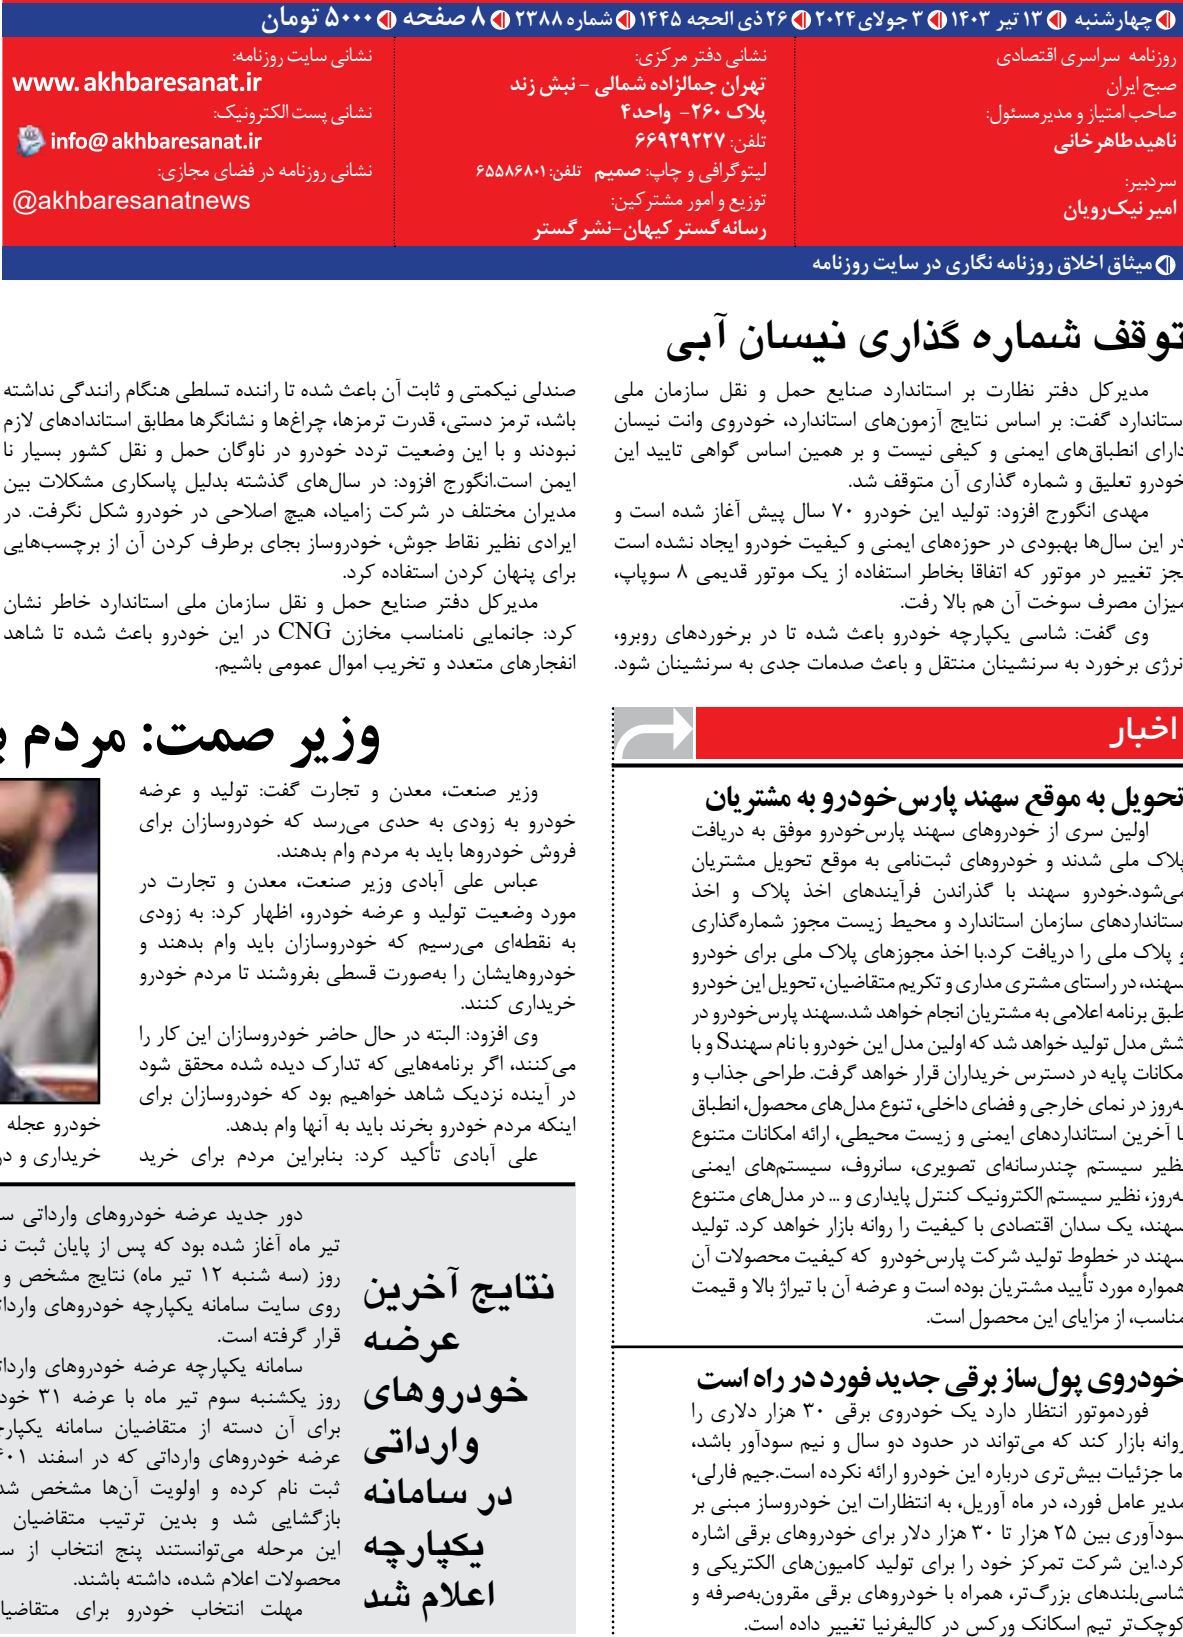 چهارشنبه ۱۳ تیر ۱۴۰۳ ۳ جولای ۲۰۲۴ ۲۶ ذی الحجه ۱۴۴۵ شماره ۲۳۸۸ ۸ صفحه ۵۰۰۰ تومان
روزنامه سراسری اقتصادی
صبح ایران
صاحب امتیاز و مدیرمسئول:
ناهید طاهرخانی
سردبیر:
امیر نیک‌رویان
نشانی دفتر مرکزی:
تهران جمالزاده شمالی - نبش زند
پلاک ۲۶۰- واحد۴
تلفن: ۶۶۹۲۹۲۲۷
لیتوگرافی و چاپ: صمیم تلفن: ۶۵۵۸۶۸۰۱
توزیع و امور مشترکین:
رسانه گستر کیهان-نشر گستر
نشانی سایت روزنامه:
www.akhbaresanat.ir
نشانی پست الکترونیک:
info@akhbaresanat.ir
نشانی روزنامه در فضای مجازی:
@akhbaresanatnews
میثاق اخلاق روزنامه نگاری در سایت روزنامه
توقف شماره گذاری نیسان آبی
مدیرکل دفتر نظارت بر استاندارد صنایع حمل و نقل سازمان ملی
ستاندارد گفت: بر اساس نتایج آزمون‌های استاندارد، خودروی وانت نیسان
دارای انطباق‌های ایمنی و کیفی نیست و بر همین اساس گواهی تایید این
خودرو تعلیق و شماره گذاری آن متوقف شد.
مهدی انگورج افزود: تولید این خودرو ۷۰ سال پیش آغاز شده است و
در این سال‌ها بهبودی در حوزه‌های ایمنی و کیفیت خودرو ایجاد نشده است
بجز تغییر در موتور که اتفاقا بخاطر استفاده از یک موتور قدیمی ۸ سوپاپ،
میزان مصرف سوخت آن هم بالا رفت.
وی گفت: شاسی یکپارچه خودرو باعث شده تا در برخوردهای روبرو،
نرژی برخورد به سرنشینان منتقل و باعث صدمات جدی به سرنشینان شود.
صندلی نیکمتی و ثابت آن باعث شده تا راننده تسلطی هنگام رانندگی نداشته
باشد، ترمز دستی، قدرت ترمزها، چراغ‌ها و نشانگرها مطابق استاندادهای لازم
نبودند و با این وضعیت تردد خودرو در ناوگان حمل و نقل کشور بسیار نا
ایمن است.انگورج افزود: در سال‌های گذشته بدلیل پاسکاری مشکلات بین
مدیران مختلف در شرکت زامیاد، هیچ اصلاحی در خودرو شکل نگرفت. در
ایرادی نظیر نقاط جوش، خودروساز بجای برطرف کردن آن از برچسب‌هایی
برای پنهان کردن استفاده کرد.
مدیرکل دفتر صنایع حمل و نقل سازمان ملی استاندارد خاطر نشان
کرد: جانمایی نامناسب مخازن CNG در این خودرو باعث شده تا شاهد
انفجارهای متعدد و تخریب اموال عمومی باشیم.
اخبار
تحویل به موقع سهند پارس‌خودرو به مشتریان
اولین سری از خودروهای سهند پارس‌خودرو موفق به دریافت
پلاک ملی شدند و خودروهای ثبت‌نامی به موقع تحویل مشتریان
می‌شود.خودرو سهند با گذراندن فرآیندهای اخذ پلاک و اخذ
ستانداردهای سازمان استاندارد و محیط زیست مجوز شماره‌گذاری
و پلاک ملی را دریافت کرد.با اخذ مجوزهای پلاک ملی برای خودرو
سهند، در راستای مشتری مداری و تکریم متقاضیان، تحویل این خودرو
طبق برنامه اعلامی به مشتریان انجام خواهد شد.سهند پارس‌خودرو در
شش مدل تولید خواهد شد که اولین مدل این خودرو با نام سهندS و با
مکانات پایه در دسترس خریداران قرار خواهد گرفت. طراحی جذاب و
به‌روز در نمای خارجی و فضای داخلی، تنوع مدل‌های محصول، انطباق
با آخرین استانداردهای ایمنی و زیست محیطی، ارائه امکانات متنوع
نظیر سیستم چندرسانه‌ای تصویری، سانروف، سیستم‌های ایمنی
به‌روز، نظیر سیستم الکترونیک کنترل پایداری و ... در مدل‌های متنوع
سهند، یک سدان اقتصادی با کیفیت را روانه بازار خواهد کرد. تولید
سهند در خطوط تولید شرکت پارس‌خودرو که کیفیت محصولات آن
همواره مورد تأیید مشتریان بوده است و عرضه آن با تیراژ بالا و قیمت
مناسب، از مزایای این محصول است.
خودروی پول‌ساز برقی جدید فورد در راه است
فوردموتور انتظار دارد یک خودروی برقی ۳۰ هزار دلاری را
روانه بازار کند که می‌تواند در حدود دو سال و نیم سودآور باشد،
ما جزئیات بیش‌تری درباره این خودرو ارائه نکرده است.جیم فارلی،
مدیر عامل فورد، در ماه آوریل، به انتظارات این خودروساز مبنی بر
سودآوری بین ۲۵ هزار تا ۳۰ هزار دلار برای خودروهای برقی اشاره
کرد.این شرکت تمرکز خود را برای تولید کامیون‌های الکتریکی و
شاسی‌بلندهای بزرگ‌تر، همراه با خودروهای برقی مقرون‌به‌صرفه و
کوچک‌تر تیم اسکانک ورکس در کالیفرنیا تغییر داده است.
وزیر صمت: مردم
وزیر صنعت، معدن و تجارت گفت: تولید و عرضه
خودرو به زودی به حدی می‌رسد که خودروسازان برای
فروش خودروها باید به مردم وام بدهند.
عباس علی آبادی وزیر صنعت، معدن و تجارت در
مورد وضعیت تولید و عرضه خودرو، اظهار کرد: به زودی
به نقطه‌ای می‌رسیم که خودروسازان باید وام بدهند و
خودروهایشان را به‌صورت قسطی بفروشند تا مردم خودرو
خریداری کنند.
وی افزود: البته در حال حاضر خودروسازان این کار را
می‌کنند، اگر برنامه‌هایی که تدارک دیده شده محقق شود
در آینده نزدیک شاهد خواهیم بود که خودروسازان برای
اینکه مردم خودرو بخرند باید به آنها وام بدهد.
علی آبادی تأکید کرد: بنابراین مردم برای خرید
خودرو عجله
خریداری و در
نتایج آخرین
عرضه
خودروهای
وارداتی
در سامانه
یکپارچه
اعلام شد
دور جدید عرضه خودروهای وارداتی
تیر ماه آغاز شده بود که پس از پایان ثبت
روز (سه شنبه ۱۲ تیر ماه) نتایج مشخص و
روی سایت سامانه یکپارچه خودروهای
قرار گرفته است.
سامانه یکپارچه عرضه خودروهای
روز یکشنبه سوم تیر ماه با عرضه ۳۱
برای آن دسته از متقاضیان سامانه
عرضه خودروهای وارداتی که در اسفند
ثبت نام کرده و اولویت آن‌ها مشخص
بازگشایی شد و بدین ترتیب متقاضیان
این مرحله می‌توانستند پنج انتخاب از
محصولات اعلام شده، داشته باشند.
مهلت انتخاب خودرو برای